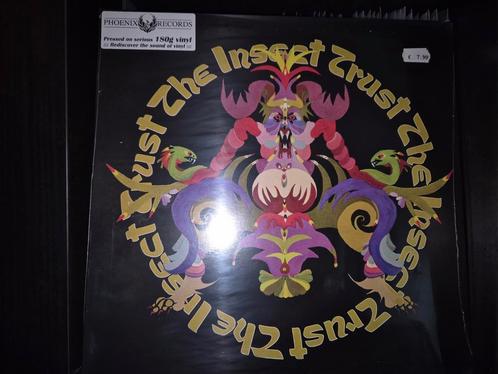 PHOENIX RECORDS
Pressed on serious 180g vinyl
::: Rediscover the sound of vinyl :::
€ 7.99
The Insect Trust The Insect Trust The Insect Trust